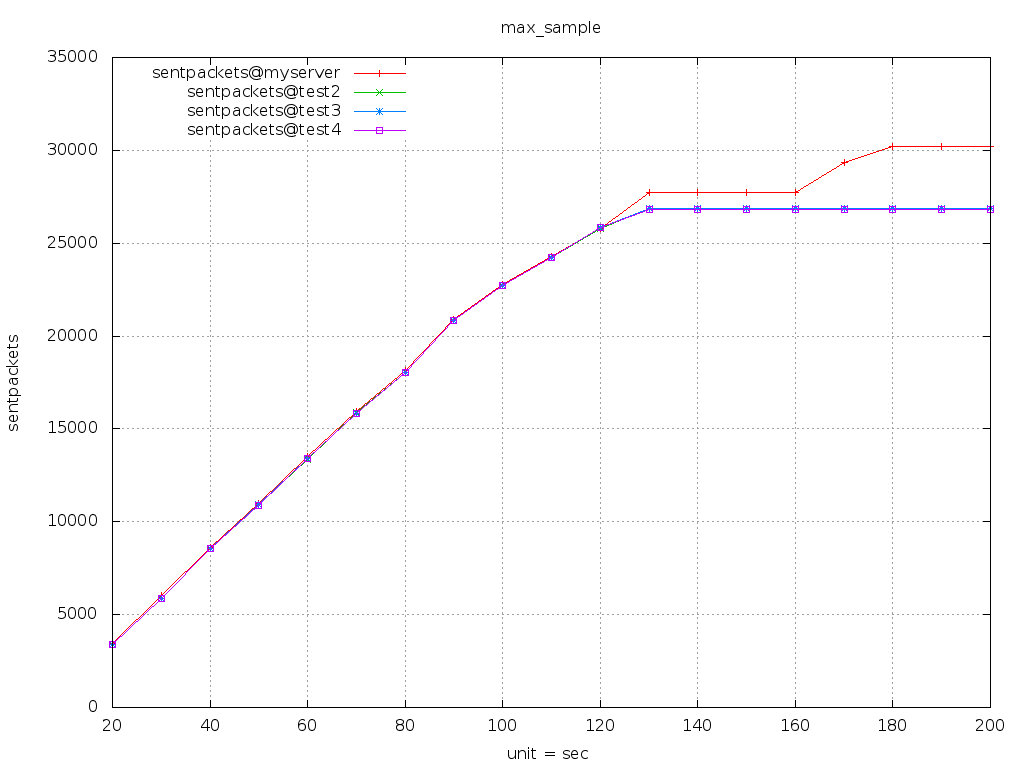 max_sample
35000
30000
25000
20000
15000
10000
5000
0
sentpackets@myserver
sentpackets@test2
sentpackets@test3
sentpackets@test4
sentpackets
20 40 60 80 100 120 140 160 180 200
unit = sec